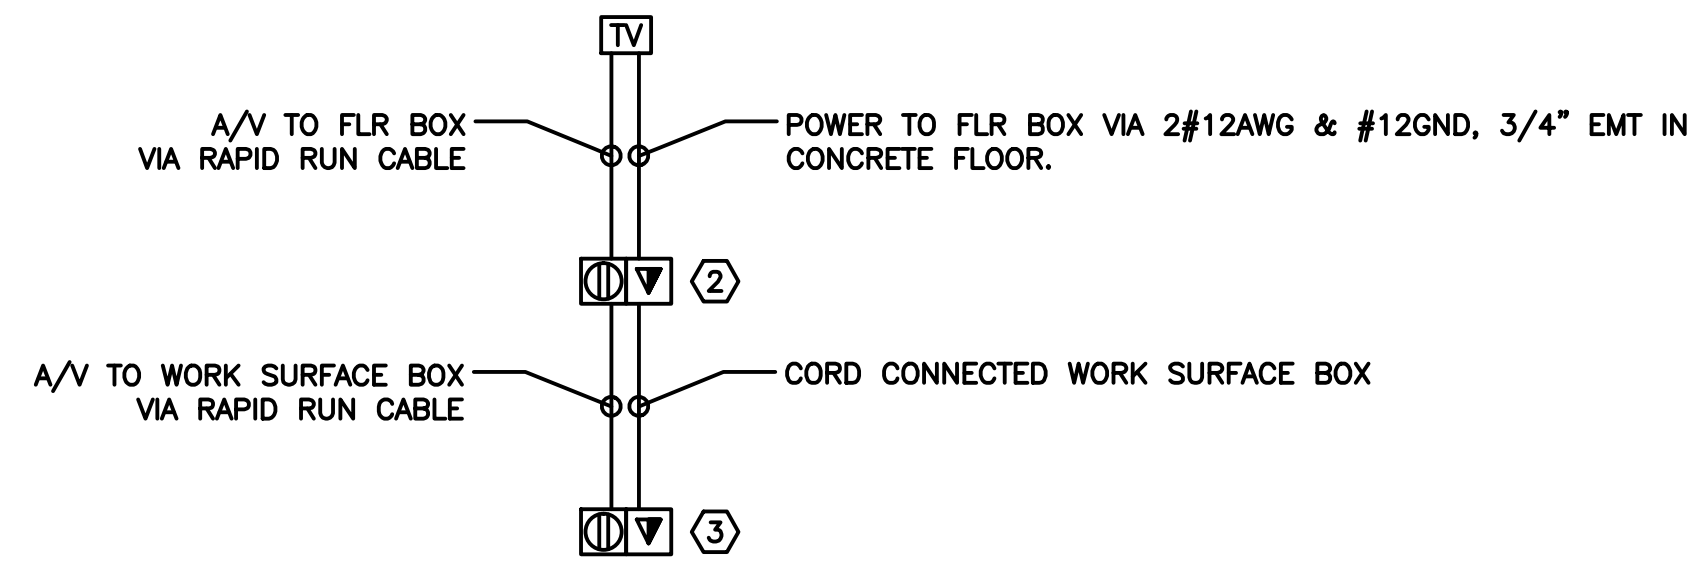 TV
A/V TO FLR BOX
VIA RAPID RUN CABLE
POWER TO FLR BOX VIA 2#12AWG & #12GND, 3/4" EMT IN
CONCRETE FLOOR.
2
A/V TO WORK SURFACE BOX
VIA RAPID RUN CABLE
CORD CONNECTED WORK SURFACE BOX
3